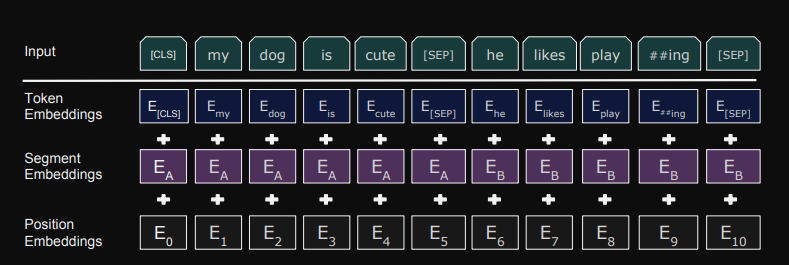 Input [CLS] my dog is cute [SEP] he likes play ##ing [SEP]
Token Embeddings E[CLS] Emy Edog Eis Ecute E[SEP] Ehe Elikes Eplay E##ing E[SEP]
+ + + + + + + + + + +
Segment Embeddings EA EA EA EA EA EA EB EB EB EB EB
+ + + + + + + + + + +
Position Embeddings E0 E1 E2 E3 E4 E5 E6 E7 E8 E9 E10